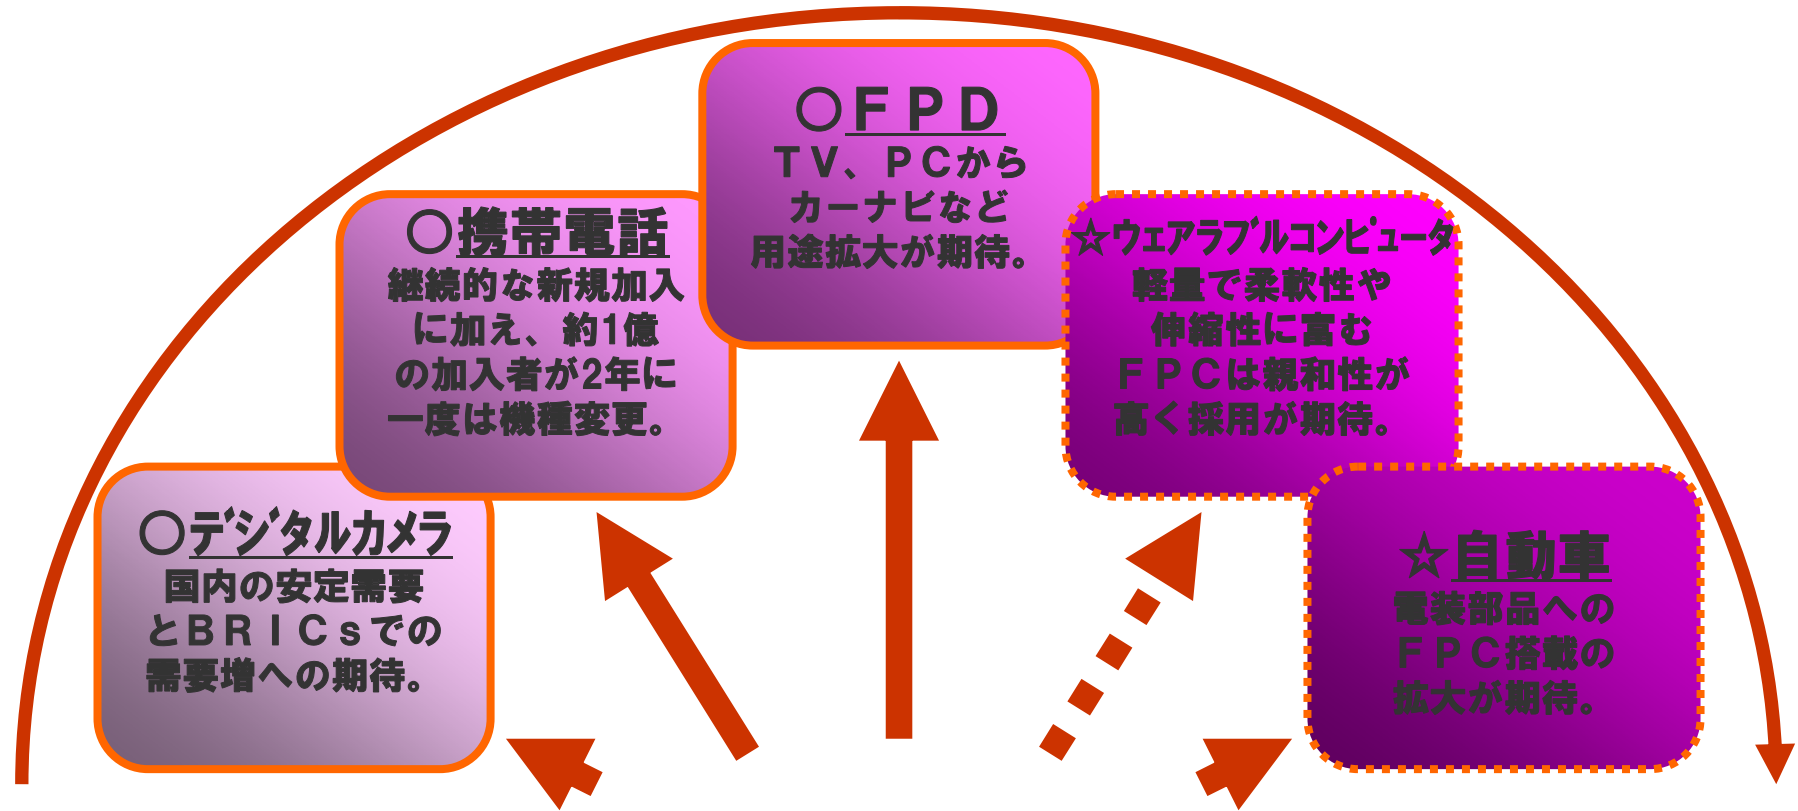 ○ＦＰＤ
ＴＶ、ＰＣから
カーナビなど
用途拡大が期待。
○携帯電話
継続的な新規加入
に加え、約1億
の加入者が2年に
一度は機種変更。
☆ウェアラブルコンピュータ
軽量で柔軟性や
伸縮性に富む
ＦＰＣは親和性が
高く採用が期待。
○デジタルカメラ
国内の安定需要
とＢＲＩＣｓでの
需要増への期待。
☆自動車
電装部品への
ＦＰＣ搭載の
拡大が期待。